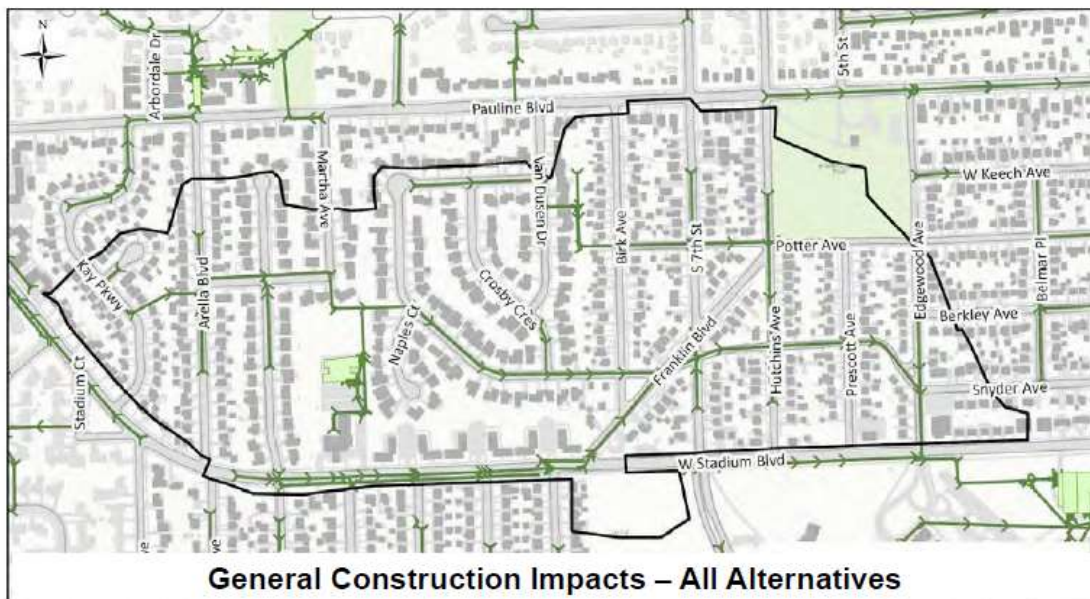 N
Arbordale Dr
5th St
Pauline Blvd
Martha Ave
Van Dusen Dr
W Keech Ave
Birk Ave
S 7th St
Potter Ave
Edgewood Ave
Belmar Pl
Kay Pkwy
Arella Blvd
Crosby Cres
Naples Ct
Franklin Blvd
Hutchins Ave
Prescott Ave
Berkley Ave
Stadium Ct
Snyder Ave
W Stadium Blvd
ve
ve
General Construction Impacts – All Alternatives